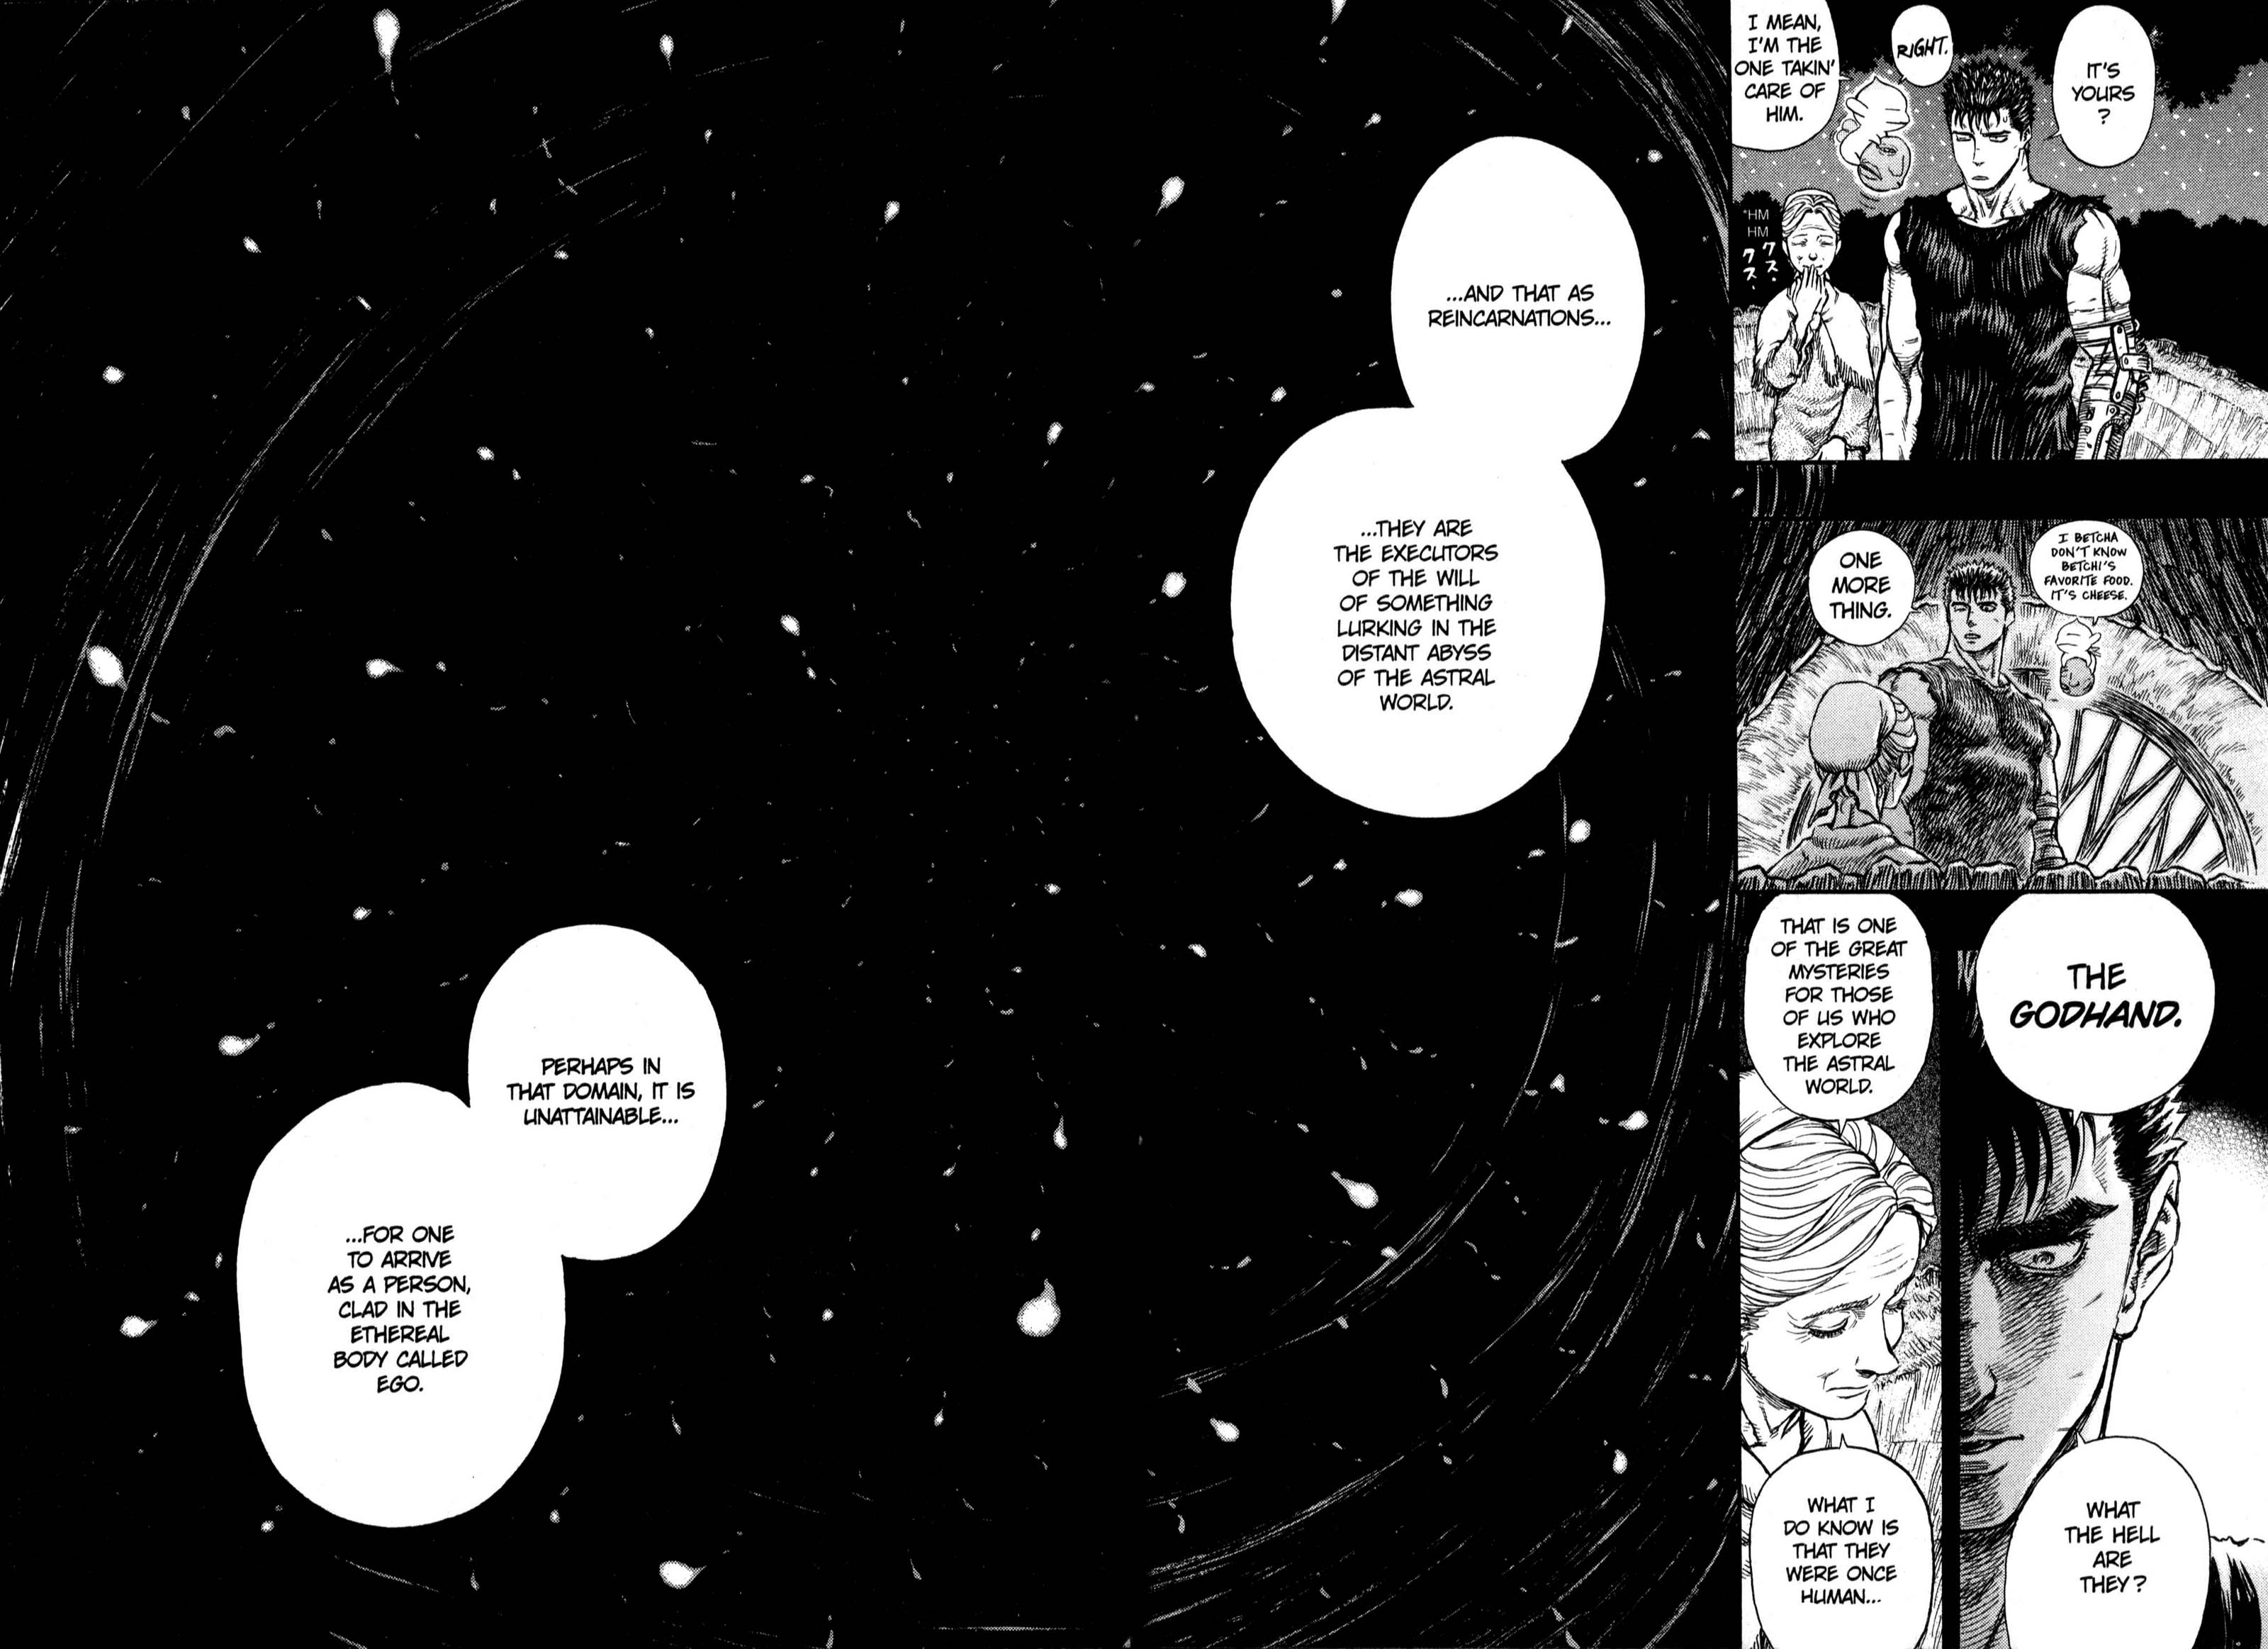 IT'S
YOURS
?
RIGHT.
I MEAN,
I'M THE
ONE TAKIN'
CARE OF
HIM.
*HM
HM
クス、
クス、
I BETCHA
DON'T KNOW
BETCHI'S
FAVORITE FOOD.
IT'S CHEESE.
ONE
MORE
THING.
THE
GODHAND.
WHAT
THE HELL
ARE
THEY?
THAT IS ONE
OF THE GREAT
MYSTERIES
FOR THOSE
OF US WHO
EXPLORE
THE ASTRAL
WORLD.
WHAT I
DO KNOW IS
THAT THEY
WERE ONCE
HUMAN...
...AND THAT AS
REINCARNATIONS...
...THEY ARE
THE EXECUTORS
OF THE WILL
OF SOMETHING
LURKING IN THE
DISTANT ABYSS
OF THE ASTRAL
WORLD.
PERHAPS IN
THAT DOMAIN, IT IS
UNATTAINABLE...
...FOR ONE
TO ARRIVE
AS A PERSON,
CLAD IN THE
ETHEREAL
BODY CALLED
EGO.